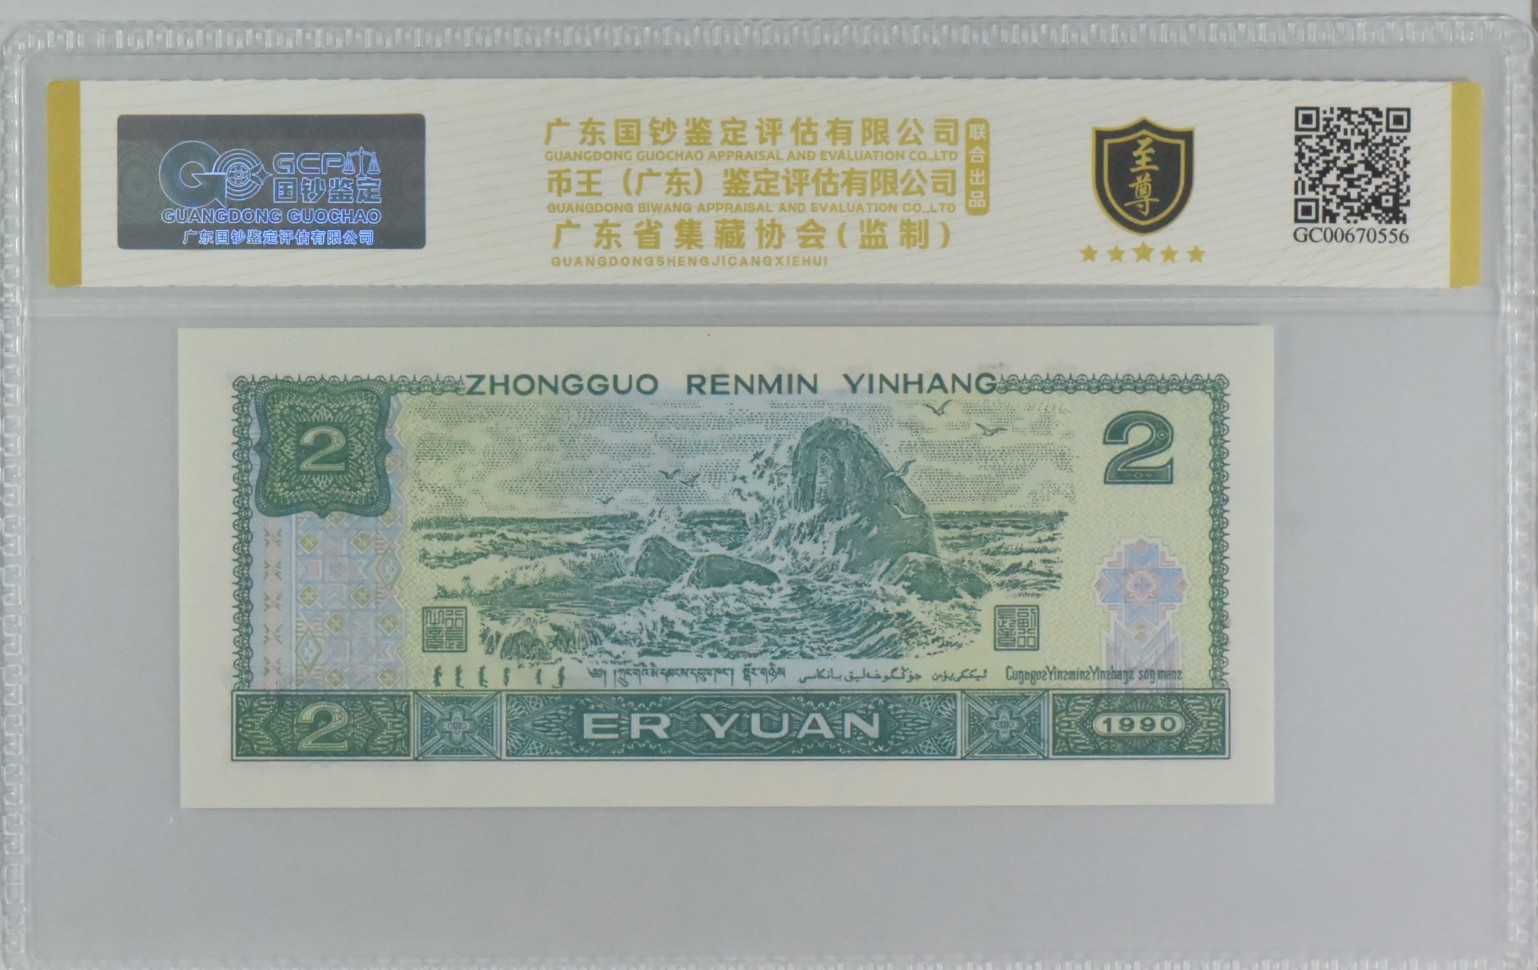 GCP
国钞鉴定
GUANGDONG GUOCHAO
广东国钞鉴定评估有限公司
广东国钞鉴定评估有限公司
GUANGDONG GUOCHAO APPRAISAL AND EVALUATION CO.,LTD
币王（广东）鉴定评估有限公司
GUANGDONG BIWANG APPRAISAL AND EVALUATION CO.,LTD
联合出品
广东省集藏协会(监制)
GUANGDONGSHENGJICANGXIEHUI
至尊
GC00670556
ZHONGGUO RENMIN YINHANG
2
2
Cuŋgoƨ Yinzminz Yinzhaŋz
2
ER YUAN
1990